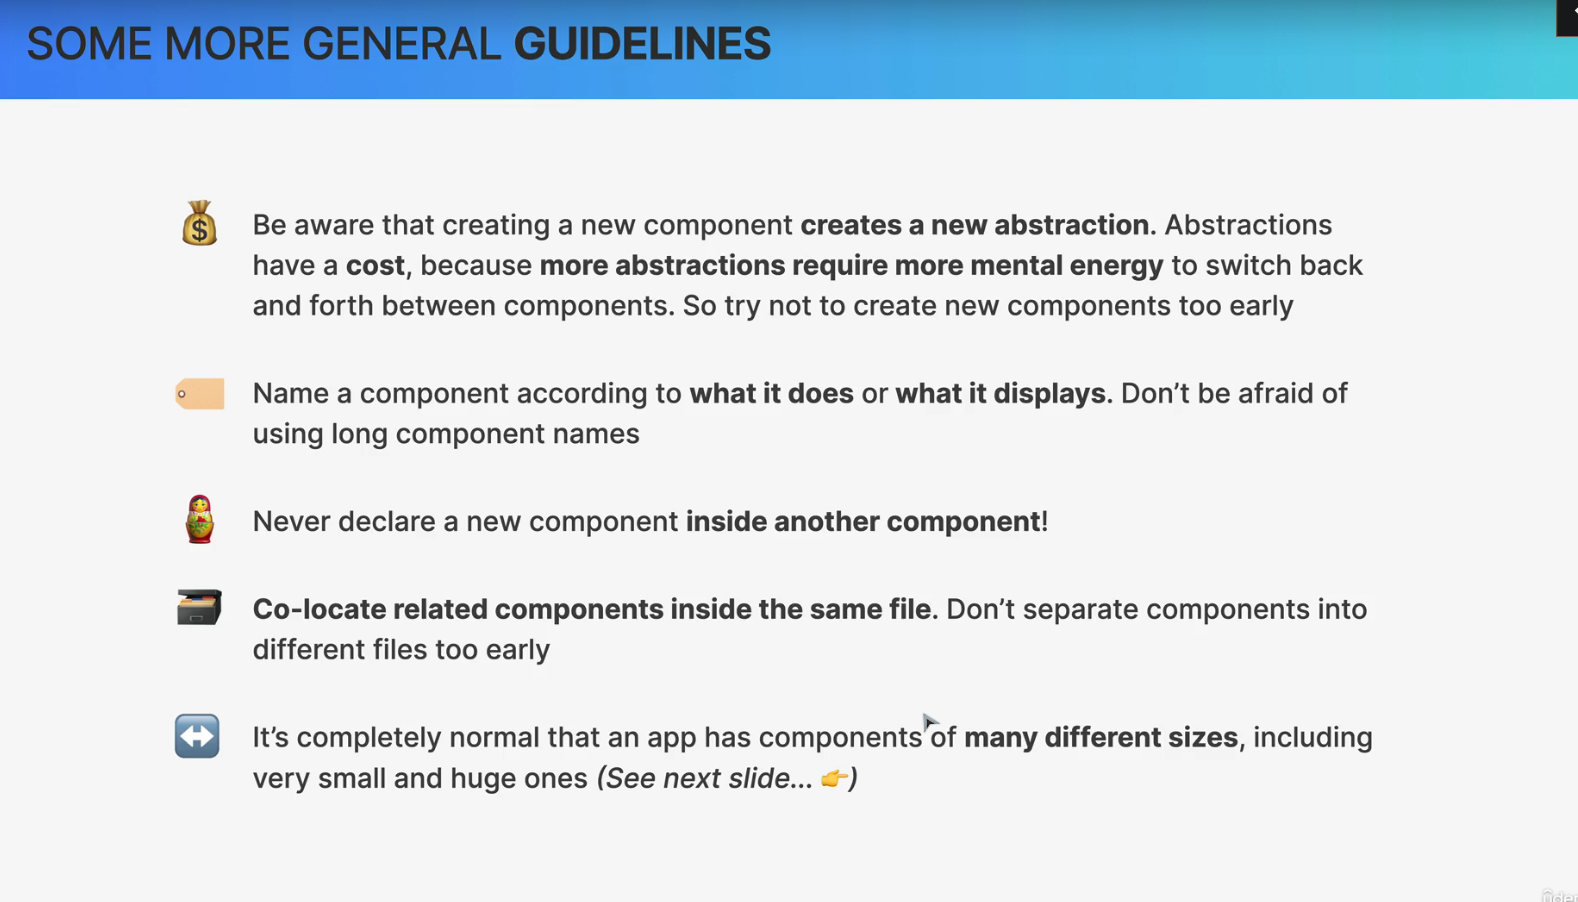 SOME MORE GENERAL GUIDELINES
Be aware that creating a new component creates a new abstraction. Abstractions
have a cost, because more abstractions require more mental energy to switch back
and forth between components. So try not to create new components too early
Name a component according to what it does or what it displays. Don’t be afraid of
using long component names
Never declare a new component inside another component!
Co-locate related components inside the same file. Don’t separate components into
different files too early
It’s completely normal that an app has components of many different sizes, including
very small and huge ones (See next slide... 👉)